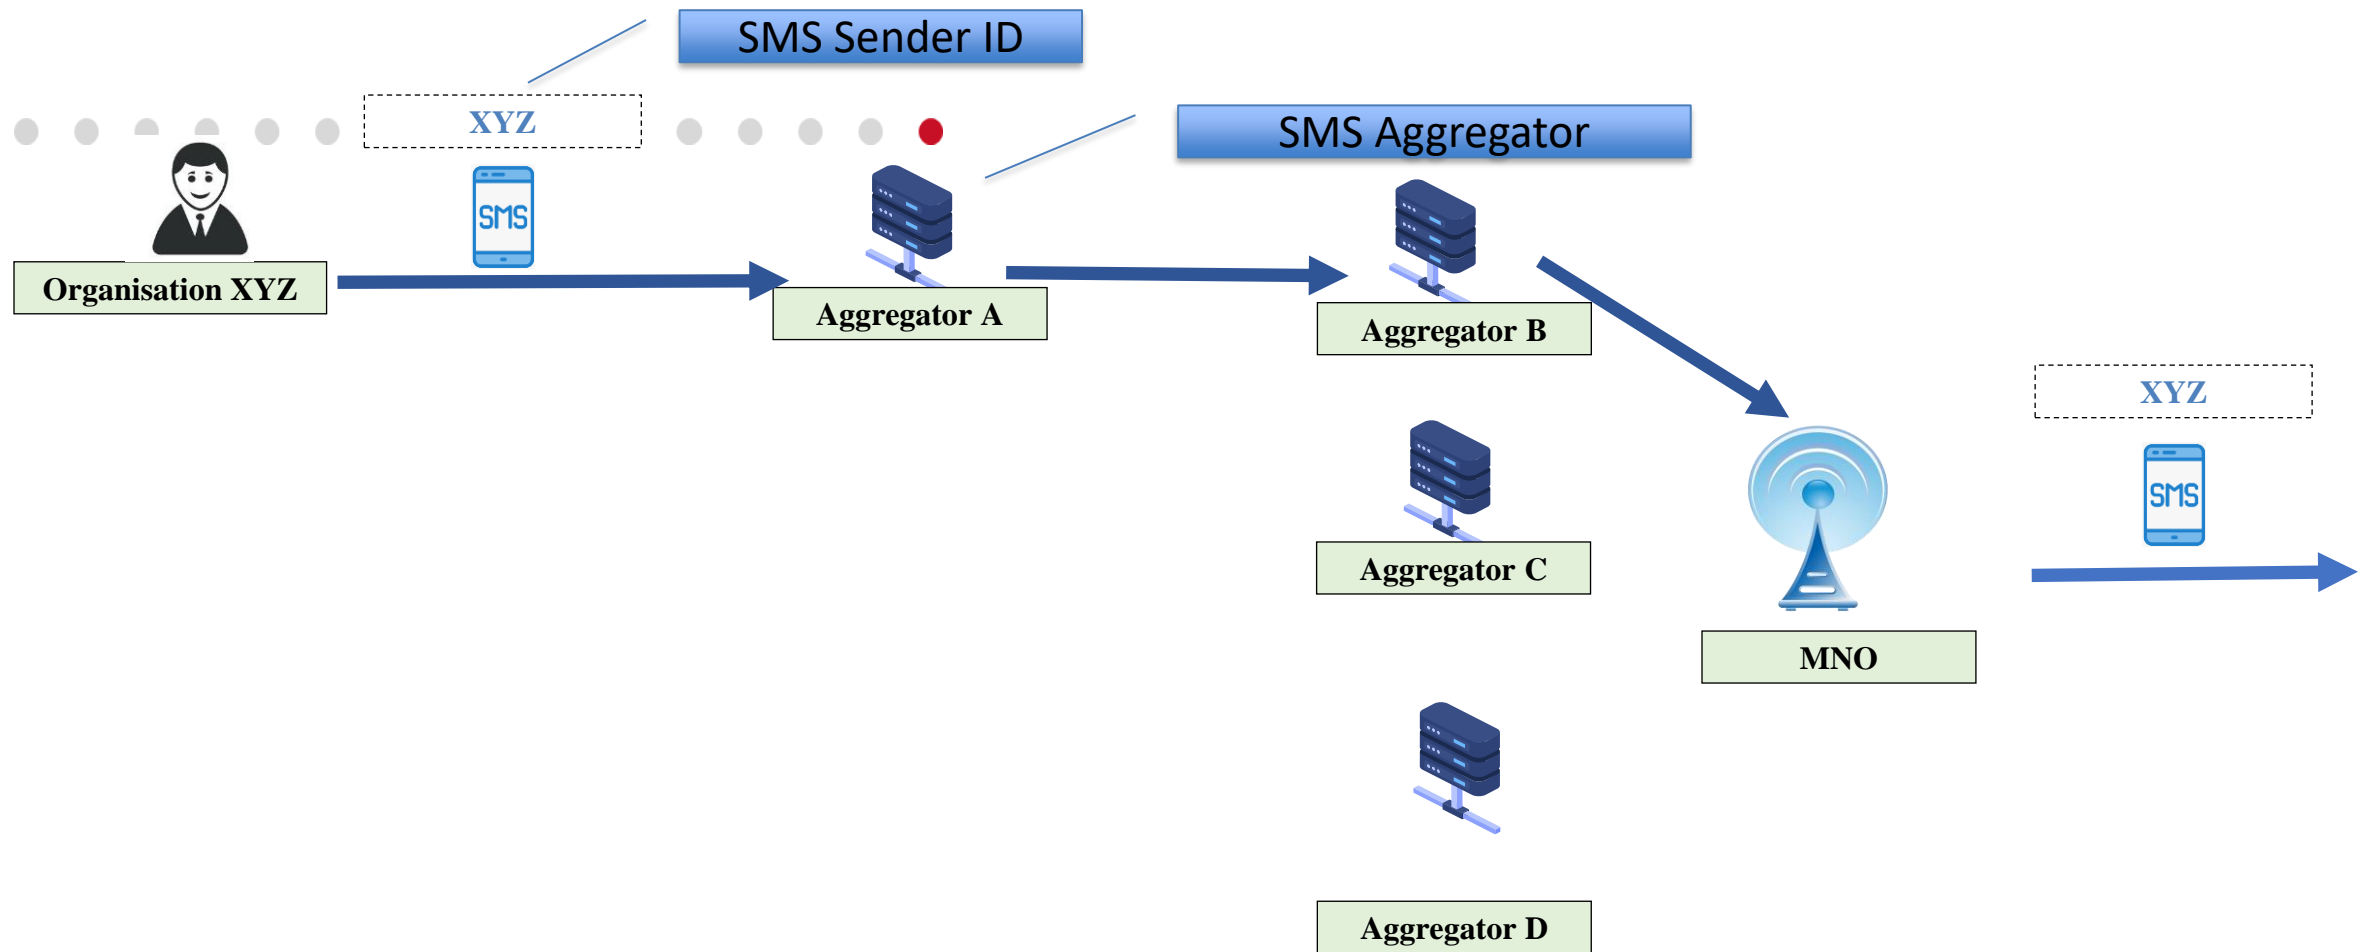 SMS Sender ID
XYZ
SMS Aggregator
SMS
Organisation XYZ
Aggregator A
Aggregator B
XYZ
SMS
Aggregator C
MNO
Aggregator D